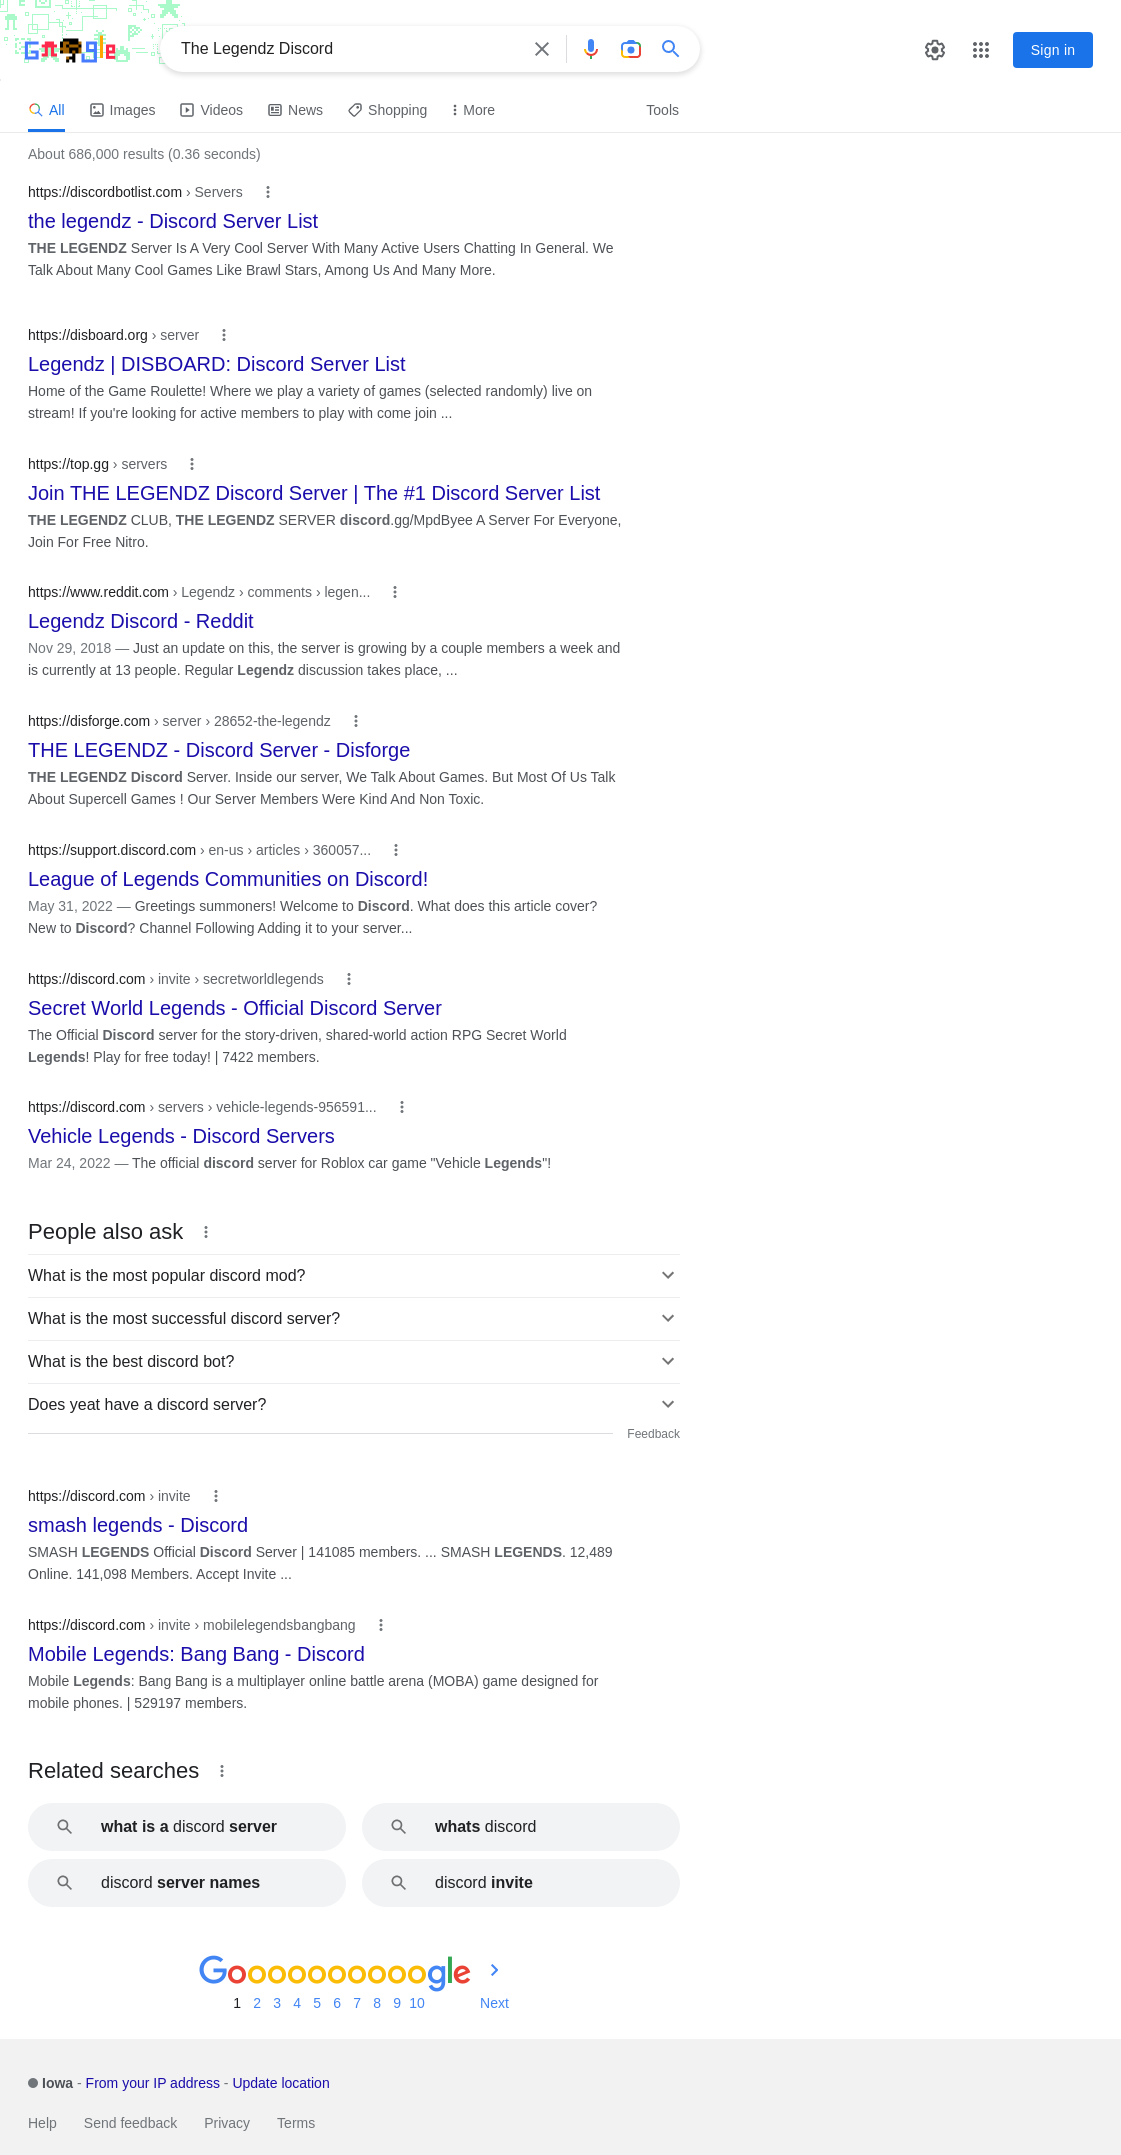 Google
The Legendz Discord
Sign in
All Images Videos News Shopping More Tools
About 686,000 results (0.36 seconds)
https://discordbotlist.com › Servers
the legendz - Discord Server List
THE LEGENDZ Server Is A Very Cool Server With Many Active Users Chatting In General. We
Talk About Many Cool Games Like Brawl Stars, Among Us And Many More.
https://disboard.org › server
Legendz | DISBOARD: Discord Server List
Home of the Game Roulette! Where we play a variety of games (selected randomly) live on
stream! If you're looking for active members to play with come join ...
https://top.gg › servers
Join THE LEGENDZ Discord Server | The #1 Discord Server List
THE LEGENDZ CLUB, THE LEGENDZ SERVER discord.gg/MpdByee A Server For Everyone,
Join For Free Nitro.
https://www.reddit.com › Legendz › comments › legen...
Legendz Discord - Reddit
Nov 29, 2018 — Just an update on this, the server is growing by a couple members a week and
is currently at 13 people. Regular Legendz discussion takes place, ...
https://disforge.com › server › 28652-the-legendz
THE LEGENDZ - Discord Server - Disforge
THE LEGENDZ Discord Server. Inside our server, We Talk About Games. But Most Of Us Talk
About Supercell Games ! Our Server Members Were Kind And Non Toxic.
https://support.discord.com › en-us › articles › 360057...
League of Legends Communities on Discord!
May 31, 2022 — Greetings summoners! Welcome to Discord. What does this article cover?
New to Discord? Channel Following Adding it to your server...
https://discord.com › invite › secretworldlegends
Secret World Legends - Official Discord Server
The Official Discord server for the story-driven, shared-world action RPG Secret World
Legends! Play for free today! | 7422 members.
https://discord.com › servers › vehicle-legends-956591...
Vehicle Legends - Discord Servers
Mar 24, 2022 — The official discord server for Roblox car game "Vehicle Legends"!
People also ask
What is the most popular discord mod?
What is the most successful discord server?
What is the best discord bot?
Does yeat have a discord server?
Feedback
https://discord.com › invite
smash legends - Discord
SMASH LEGENDS Official Discord Server | 141085 members. ... SMASH LEGENDS. 12,489
Online. 141,098 Members. Accept Invite ...
https://discord.com › invite › mobilelegendsbangbang
Mobile Legends: Bang Bang - Discord
Mobile Legends: Bang Bang is a multiplayer online battle arena (MOBA) game designed for
mobile phones. | 529197 members.
Related searches
what is a discord server
whats discord
discord server names
discord invite
Goooooooooogle
1 2 3 4 5 6 7 8 9 10 Next
Iowa - From your IP address - Update location
Help Send feedback Privacy Terms